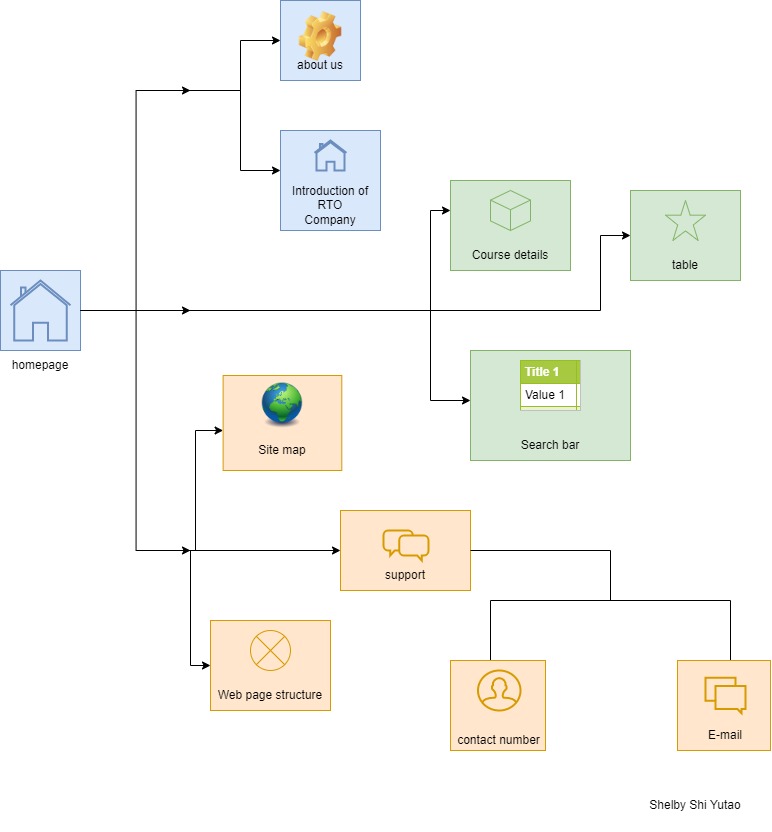 about us
Introduction of
RTO
Company
Course details
table
homepage
Title 1
Value 1
Search bar
Site map
support
Web page structure
contact number
E-mail
Shelby Shi Yutao